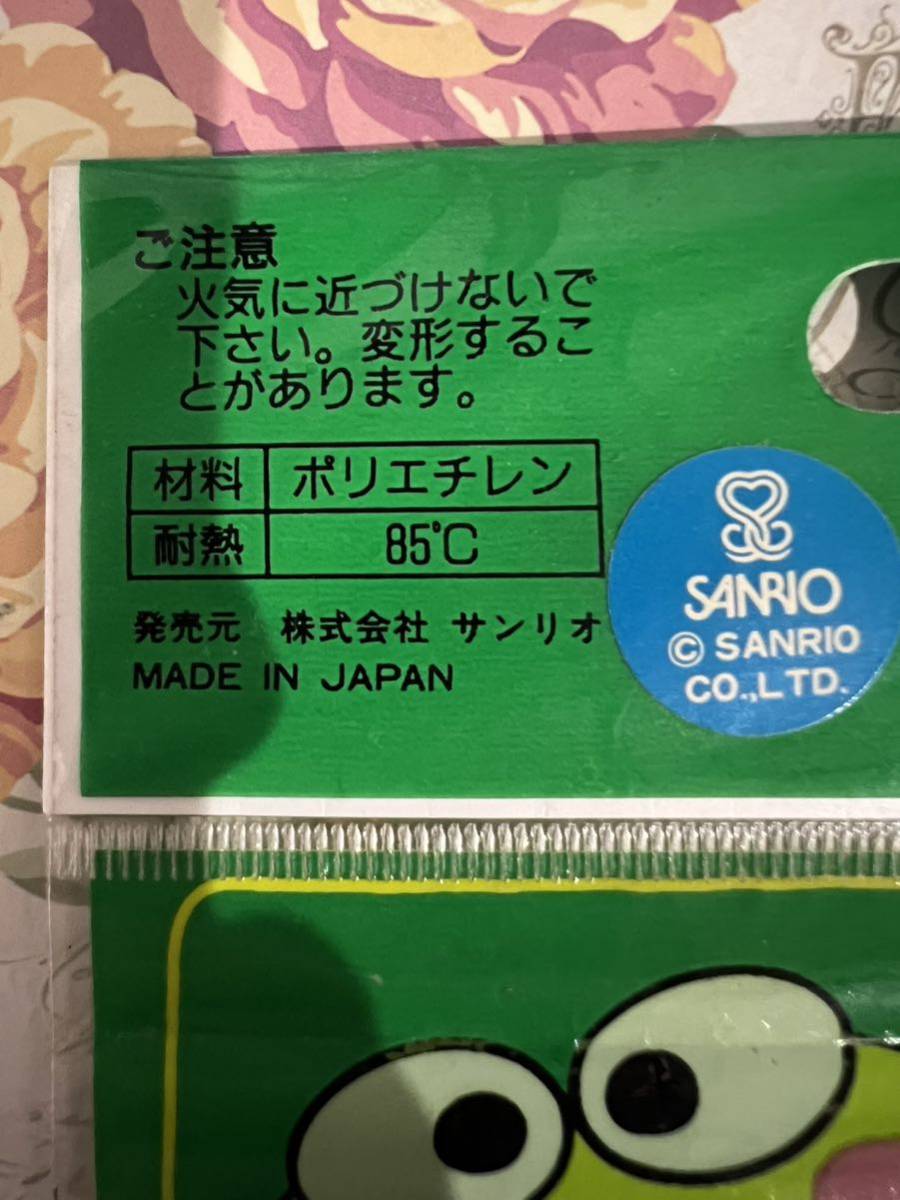 ご注意
火気に近づけないで
下さい。変形するこ
とがあります。
材料 ポリエチレン
耐熱 85℃
発売元 株式会社 サンリオ
MADE IN JAPAN
SANRIO
© SANRIO
CO.,LTD.